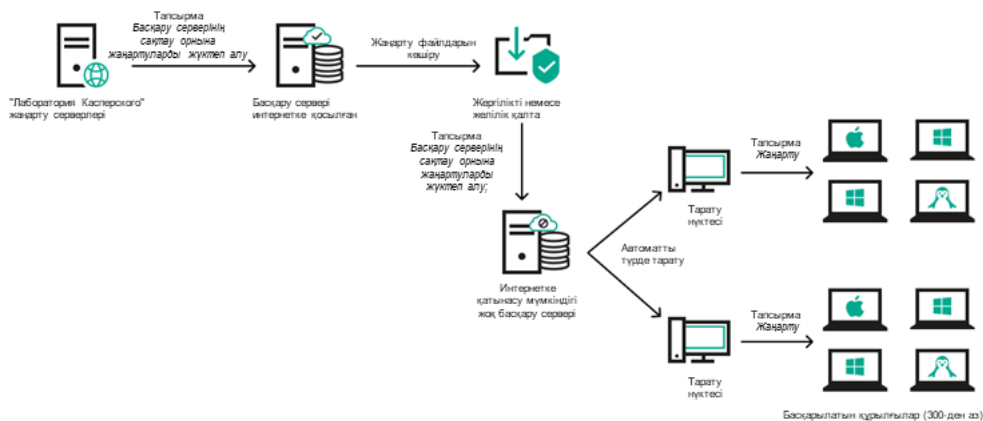 Тапсырма
Басқару серверінің
сақтау орнына
жаңартуларды жүктеп алу
"Лаборатория Касперского"
жаңарту серверлері
Басқару сервері
интернетке қосылған
Жаңарту файлдарын
көшіру
Жергілікті немесе
желілік қалта
Тапсырма
Басқару серверінің
сақтау орнына
жаңартуларды
жүктеп алу;
Интернетке
қатынасу мүмкіндігі
жоқ басқару сервері
Автоматты
түрде тарату
Тарату
нүктесі
Тапсырма
Жаңарту
Тарату
нүктесі
Тапсырма
Жаңарту
Басқарылатын құрылғылар (300-ден аз)